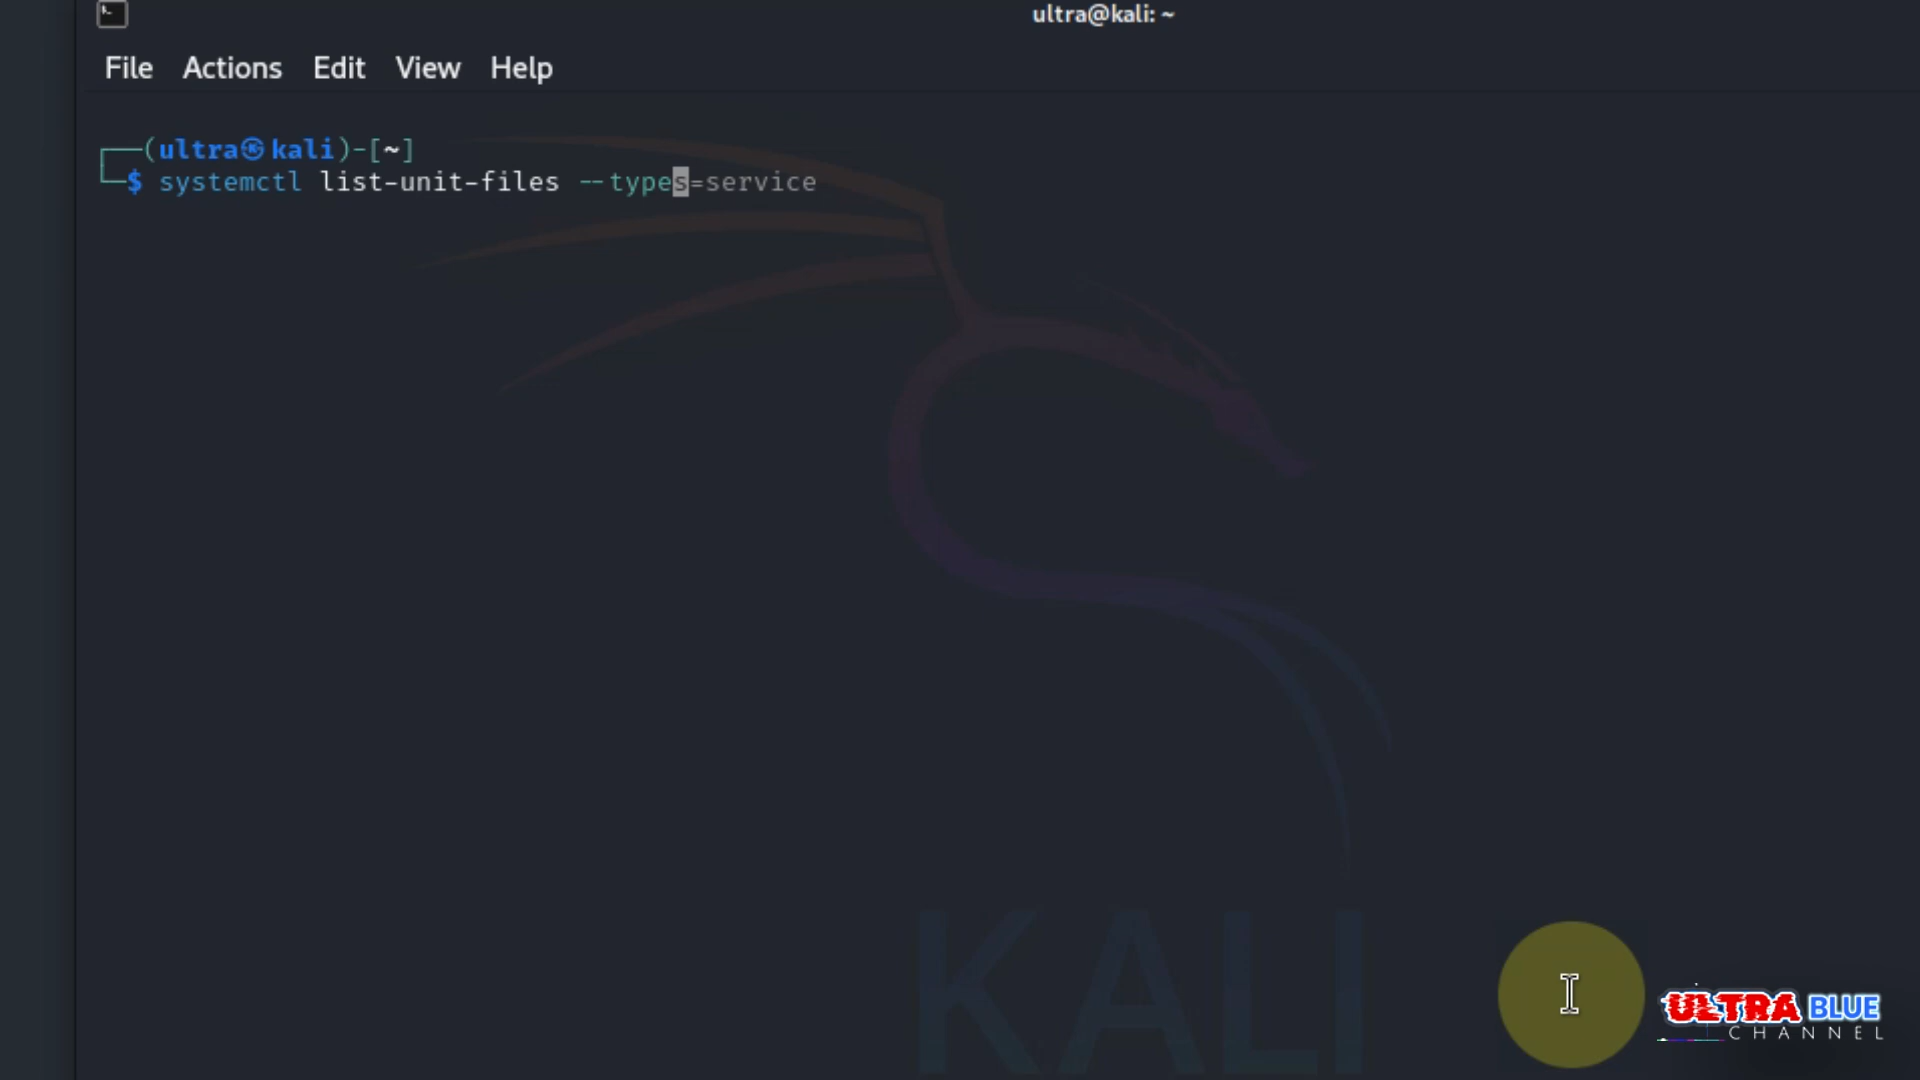 ultra@kali: ~
File Actions Edit View Help
┌──(ultra㉿kali)-[~]
└─$ systemctl list-unit-files --types=service
KALI
ULTRA BLUE
CHANNEL